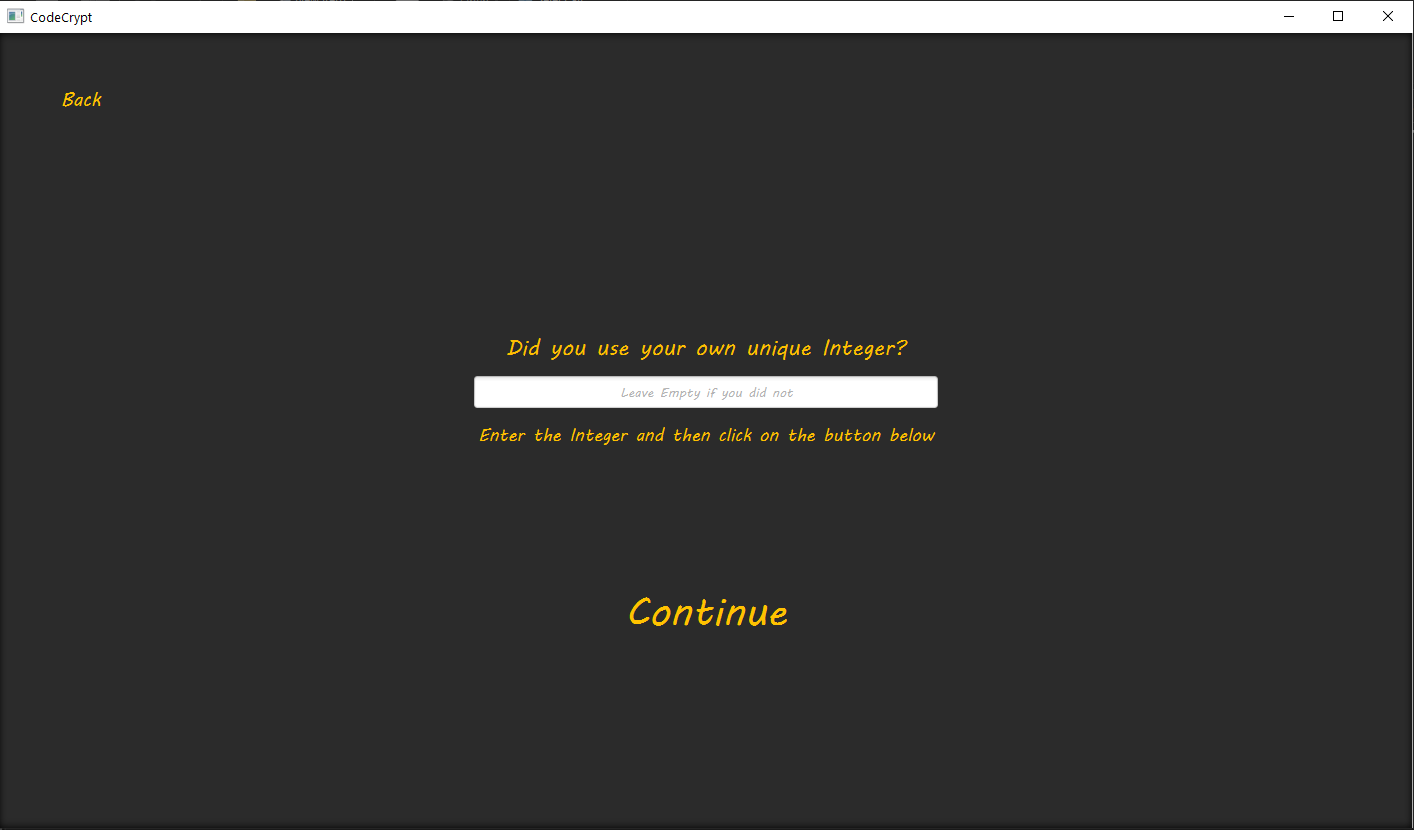 CodeCrypt
Back
Did you use your own unique Integer?
Leave Empty if you did not
Enter the Integer and then click on the button below
Continue